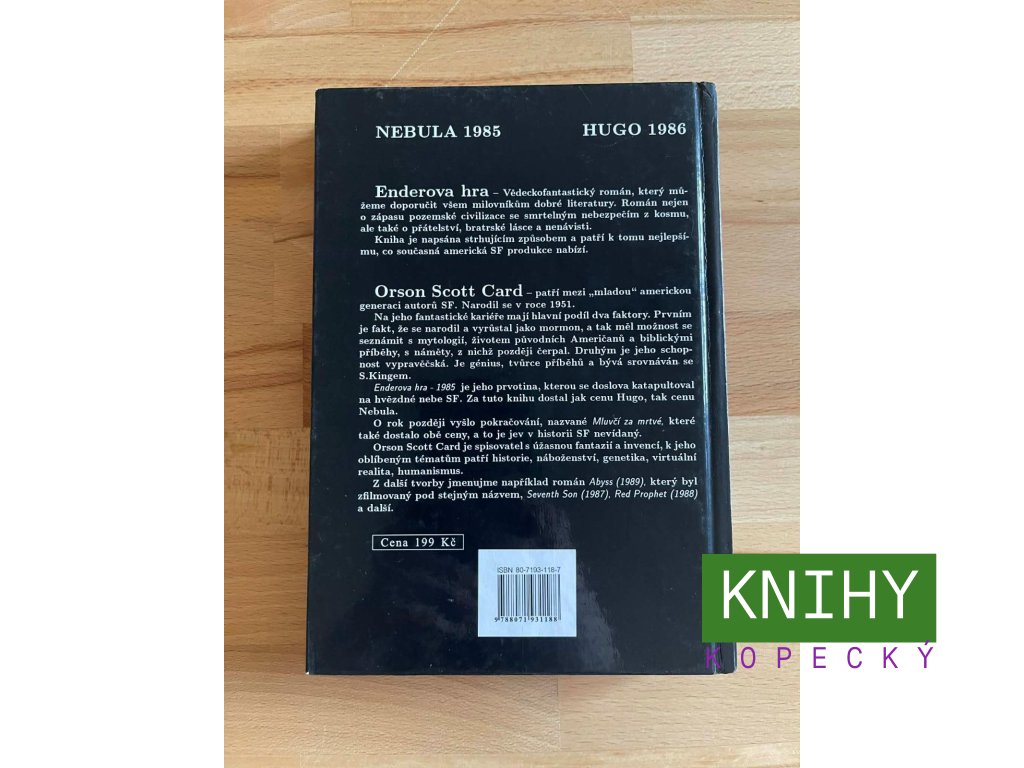 NEBULA 1985 HUGO 1986
Enderova hra – Vědeckofantastický román, který mů-
žeme doporučit všem milovníkům dobré literatury. Román nejen
o zápasu pozemské civilizace se smrtelným nebezpečím z kosmu,
ale také o přátelství, bratrské lásce a nenávisti.
Kniha je napsána strhujícím způsobem a patří k tomu nejlepší-
mu, co současná americká SF produkce nabízí.
Orson Scott Card – patří mezi „mladou“ americkou
generaci autorů SF. Narodil se v roce 1951.
Na jeho fantastické kariéře mají hlavní podíl dva faktory. Prvním
je fakt, že se narodil a vyrůstal jako mormon, a tak měl možnost se
seznámit s mytologií, životem původních Američanů a biblickými
příběhy, s náměty, z nichž později čerpal. Druhým je jeho schop-
nost vypravěčská. Je génius, tvůrce příběhů a bývá srovnáván se
S.Kingem.
Enderova hra - 1985 je jeho prvotina, kterou se doslova katapultoval
na hvězdné nebe SF. Za tuto knihu dostal jak cenu Hugo, tak cenu
Nebula.
O rok později vyšlo pokračování, nazvané Mluvčí za mrtvé, které
také dostalo obě ceny, a to je jev v historii SF nevídaný.
Orson Scott Card je spisovatel s úžasnou fantazií a invencí, k jeho
oblíbeným tématům patří historie, náboženství, genetika, virtuální
realita, humanismus.
Z další tvorby jmenujme například román Abyss (1989), který byl
zfilmovaný pod stejným názvem, Seventh Son (1987), Red Prophet (1988)
a další.
Cena 199 Kč
ISBN 80-7193-118-7
9 788071 931188
KNIHY
KOPECKÝ